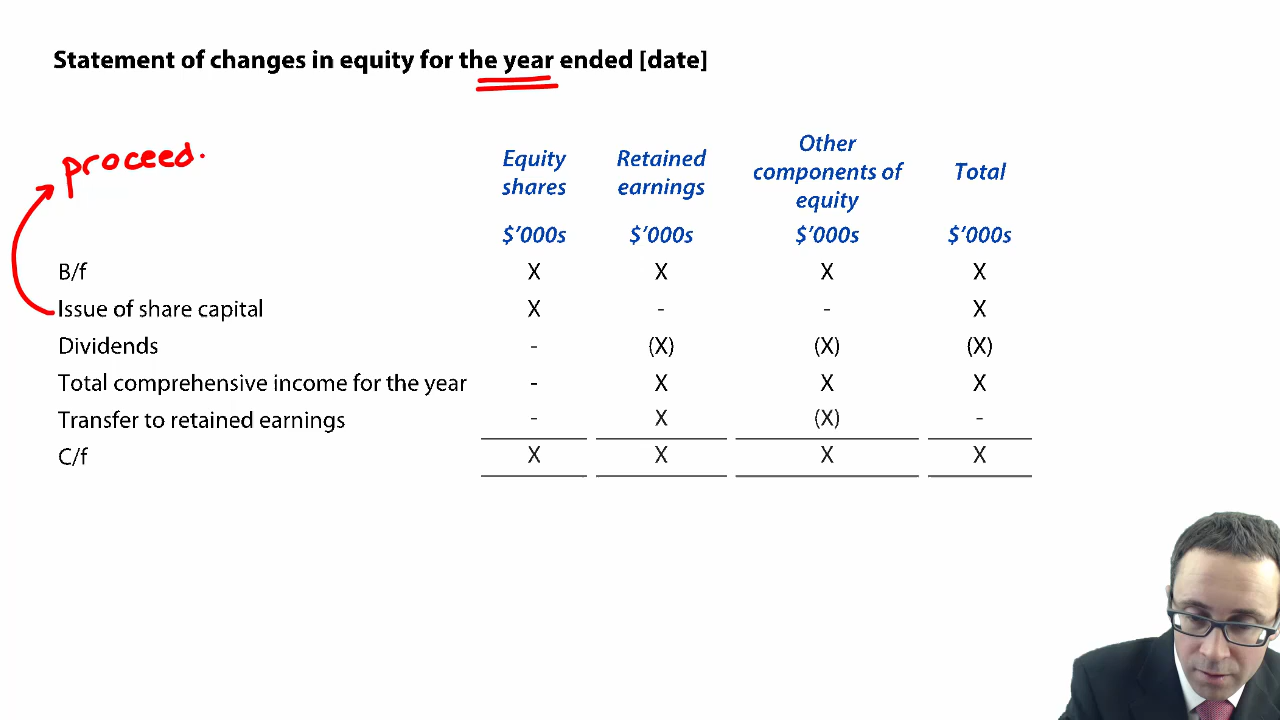 Statement of changes in equity for the year ended [date]
proceed.
Equity shares Retained earnings Other components of equity Total
$'000s $'000s $'000s $'000s
B/f X X X X
Issue of share capital X - - X
Dividends - (X) (X) (X)
Total comprehensive income for the year - X X X
Transfer to retained earnings - X (X) -
C/f X X X X